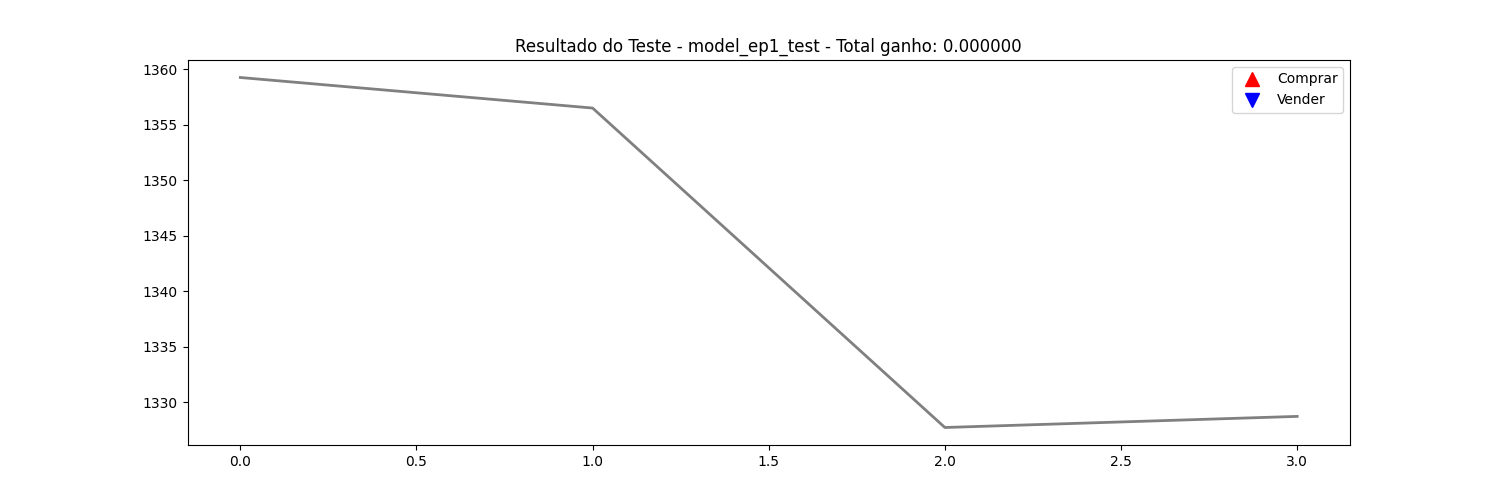 Resultado do Teste - model_ep1_test - Total ganho: 0.000000
Comprar
Vender
1360
1355
1350
1345
1340
1335
1330
0.0 0.5 1.0 1.5 2.0 2.5 3.0